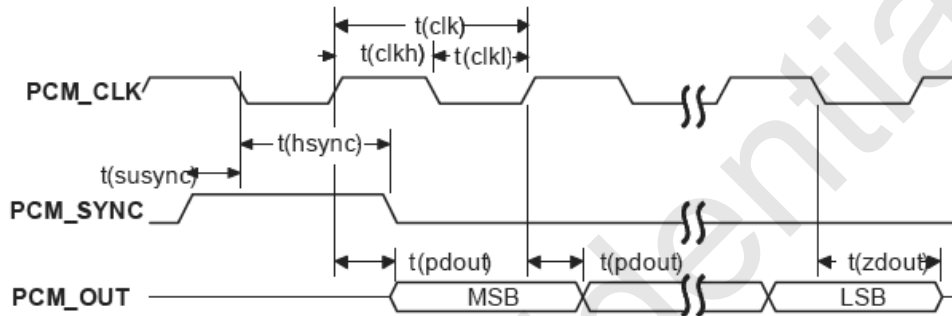 t(clk)
t(clkh) t(clkl)
PCM_CLK
t(hsync)
t(susync)
PCM_SYNC
t(pdout) t(pdout) t(zdout)
PCM_OUT MSB LSB